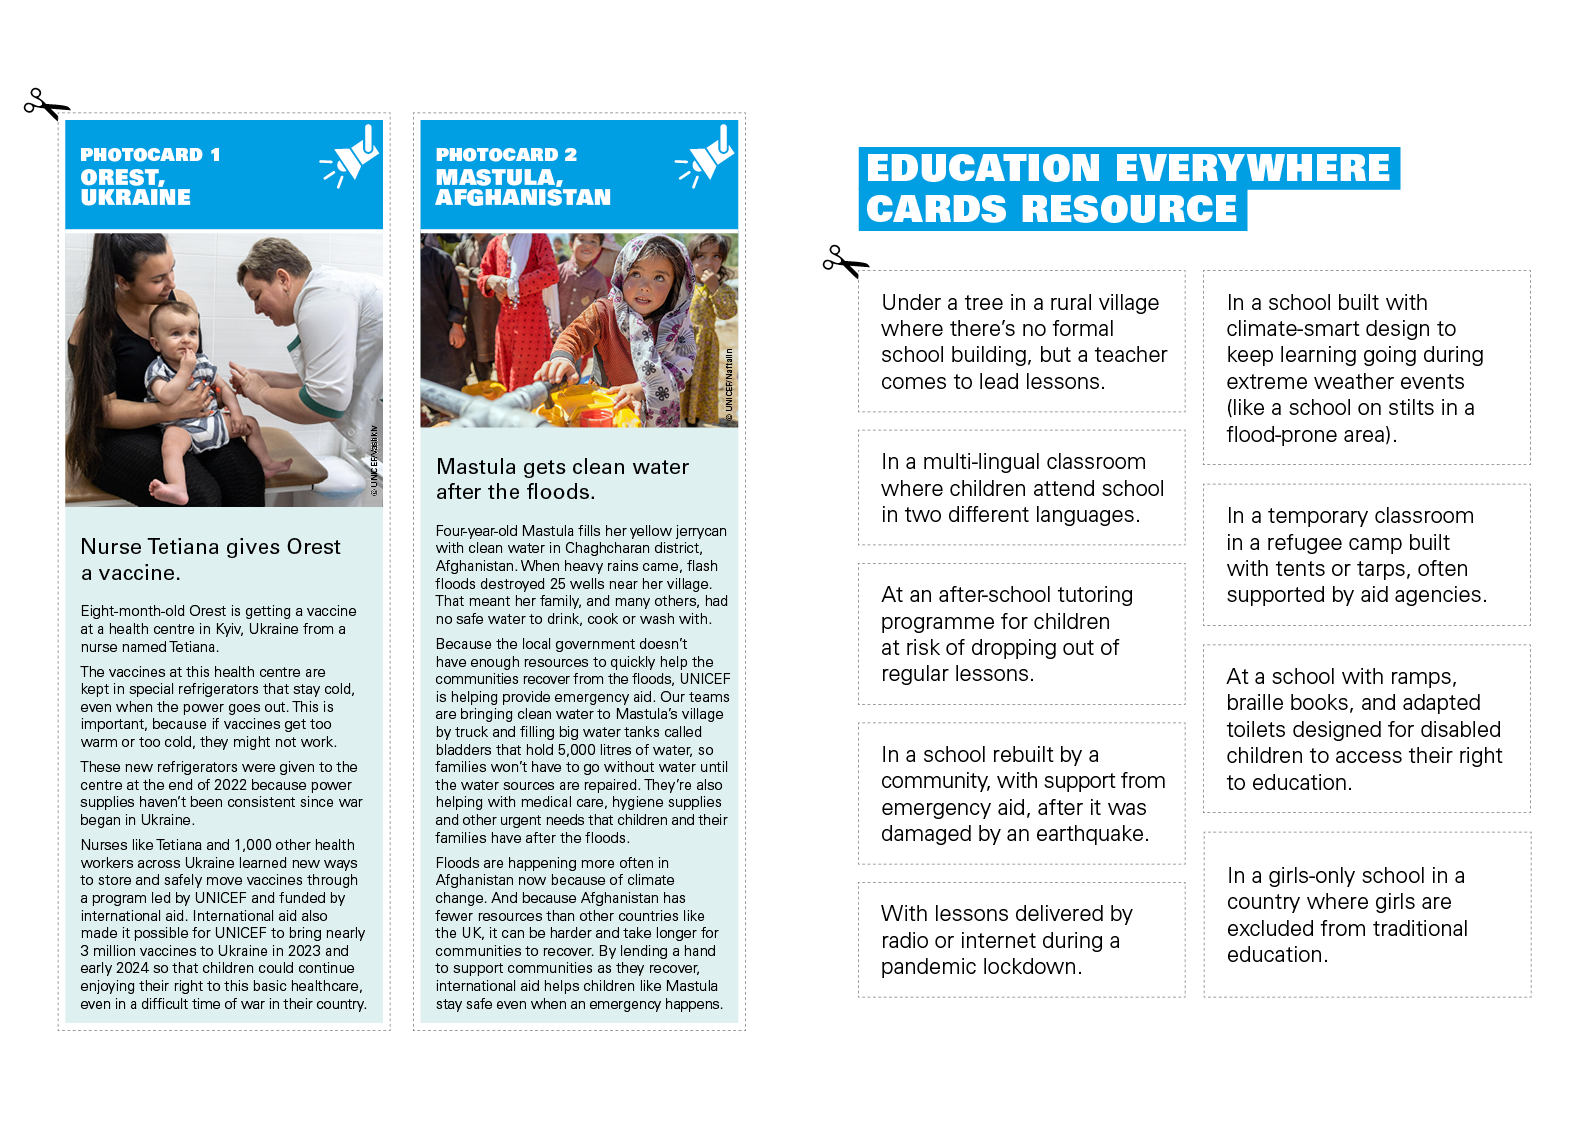 PHOTOCARD 1
OREST,
UKRAINE
© UNICEF/Vasilkiv
Nurse Tetiana gives Orest
a vaccine.
Eight-month-old Orest is getting a vaccine
at a health centre in Kyiv, Ukraine from a
nurse named Tetiana.
The vaccines at this health centre are
kept in special refrigerators that stay cold,
even when the power goes out. This is
important, because if vaccines get too
warm or too cold, they might not work.
These new refrigerators were given to the
centre at the end of 2022 because power
supplies haven’t been consistent since war
began in Ukraine.
Nurses like Tetiana and 1,000 other health
workers across Ukraine learned new ways
to store and safely move vaccines through
a program led by UNICEF and funded by
international aid. International aid also
made it possible for UNICEF to bring nearly
3 million vaccines to Ukraine in 2023 and
early 2024 so that children could continue
enjoying their right to this basic healthcare,
even in a difficult time of war in their country.
PHOTOCARD 2
MASTULA,
AFGHANISTAN
© UNICEF/Naftalin
Mastula gets clean water
after the floods.
Four-year-old Mastula fills her yellow jerrycan
with clean water in Chaghcharan district,
Afghanistan. When heavy rains came, flash
floods destroyed 25 wells near her village.
That meant her family, and many others, had
no safe water to drink, cook or wash with.
Because the local government doesn’t
have enough resources to quickly help the
communities recover from the floods, UNICEF
is helping provide emergency aid. Our teams
are bringing clean water to Mastula’s village
by truck and filling big water tanks called
bladders that hold 5,000 litres of water, so
families won’t have to go without water until
the water sources are repaired. They’re also
helping with medical care, hygiene supplies
and other urgent needs that children and their
families have after the floods.
Floods are happening more often in
Afghanistan now because of climate
change. And because Afghanistan has
fewer resources than other countries like
the UK, it can be harder and take longer for
communities to recover. By lending a hand
to support communities as they recover,
international aid helps children like Mastula
stay safe even when an emergency happens.
EDUCATION EVERYWHERE
CARDS RESOURCE
Under a tree in a rural village
where there’s no formal
school building, but a teacher
comes to lead lessons.
In a multi-lingual classroom
where children attend school
in two different languages.
At an after-school tutoring
programme for children
at risk of dropping out of
regular lessons.
In a school rebuilt by a
community, with support from
emergency aid, after it was
damaged by an earthquake.
With lessons delivered by
radio or internet during a
pandemic lockdown.
In a school built with
climate-smart design to
keep learning going during
extreme weather events
(like a school on stilts in a
flood-prone area).
In a temporary classroom
in a refugee camp built
with tents or tarps, often
supported by aid agencies.
At a school with ramps,
braille books, and adapted
toilets designed for disabled
children to access their right
to education.
In a girls-only school in a
country where girls are
excluded from traditional
education.